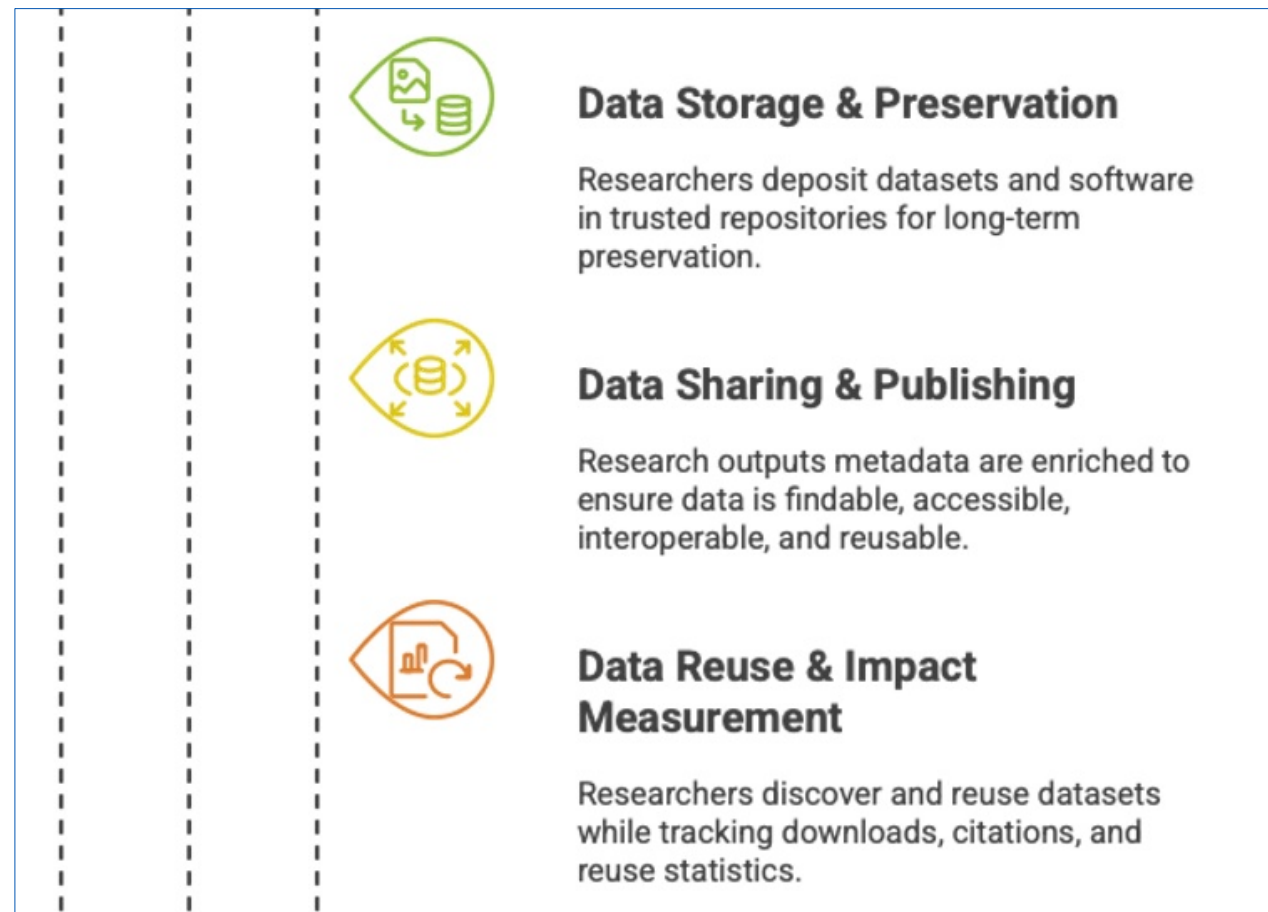 Data Storage & Preservation
Researchers deposit datasets and software
in trusted repositories for long-term
preservation.
Data Sharing & Publishing
Research outputs metadata are enriched to
ensure data is findable, accessible,
interoperable, and reusable.
Data Reuse & Impact
Measurement
Researchers discover and reuse datasets
while tracking downloads, citations, and
reuse statistics.